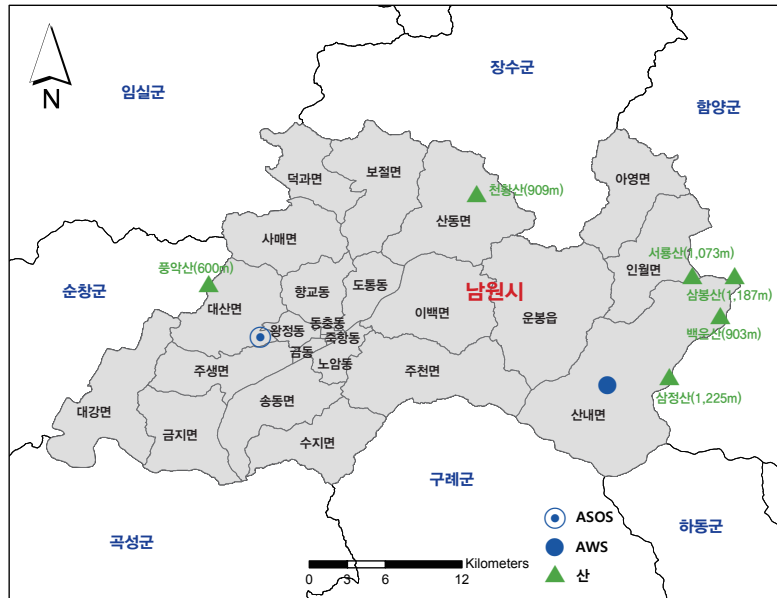 장수군
임실군
함양군
N
보절면
아영면
덕과면
천황산(909m)
산동면
사매면
서룡산(1,073m)
풍악산(600m)
인월면
도통동
순창군
향교동
남원시
삼봉산(1,187m)
대산면
이백면
운봉읍
동충동
왕정동
죽항동
백운산(903m)
금동
노암동
주생면
주천면
산내면
삼정산(1,225m)
송동면
대강면
금지면
수지면
구례군
ASOS
하동군
곡성군
AWS
Kilometers
산
0 3 6 12